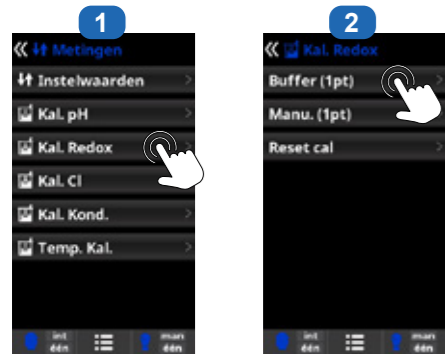 1
Metingen
Instelwaarden
Kal. pH
Kal. Redox
Kal. Cl
Kal. Kond.
Temp. Kal.
int
één
man
één
2
Kal. Redox
Buffer (1pt)
Manu. (1pt)
Reset cal
int
één
man
één